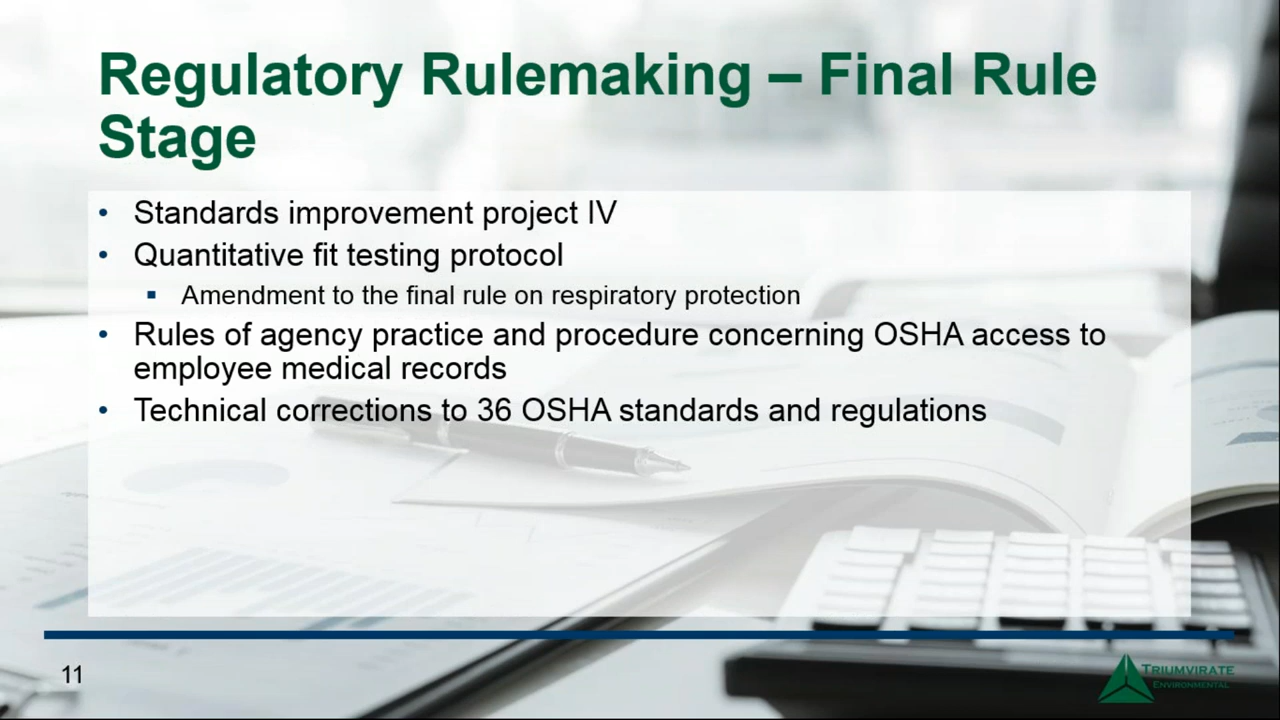 Regulatory Rulemaking – Final Rule
Stage
• Standards improvement project IV
• Quantitative fit testing protocol
▪ Amendment to the final rule on respiratory protection
• Rules of agency practice and procedure concerning OSHA access to
employee medical records
• Technical corrections to 36 OSHA standards and regulations
11
TRIUMVIRATE
ENVIRONMENTAL